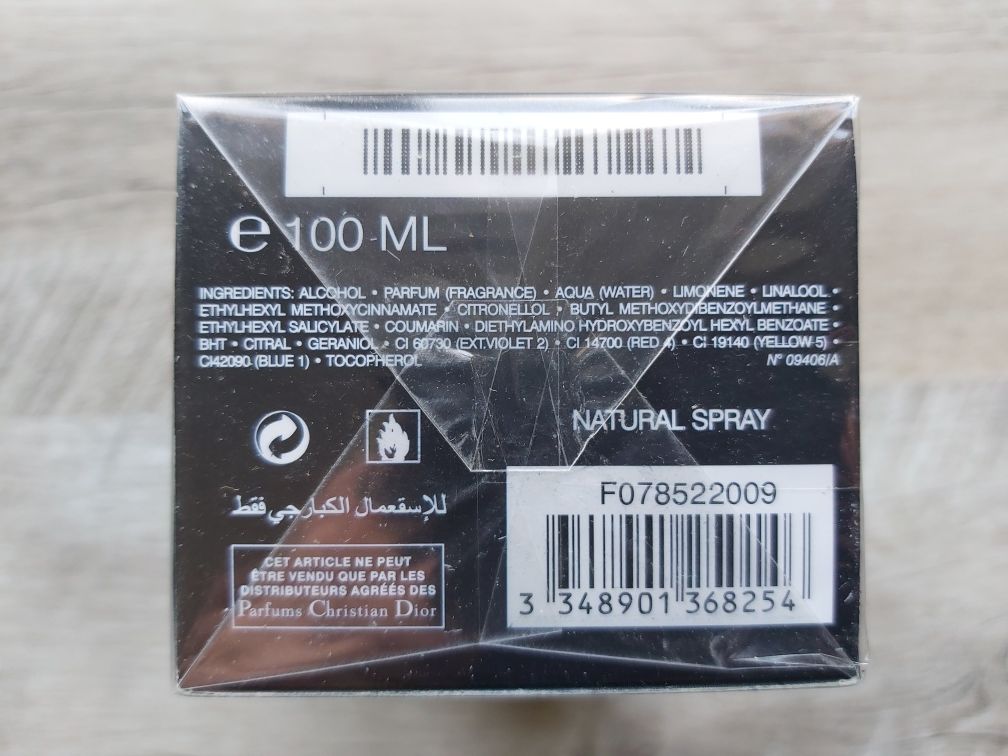 e 100 ML
INGREDIENTS: ALCOHOL • PARFUM (FRAGRANCE) • AQUA (WATER) • LIMONENE • LINALOOL •
ETHYLHEXYL METHOXYCINNAMATE • CITRONELLOL • BUTYL METHOXYDIBENZOYLMETHANE •
ETHYLHEXYL SALICYLATE • COUMARIN • DIETHYLAMINO HYDROXYBENZOYL HEXYL BENZOATE •
BHT • CITRAL • GERANIOL • CI 60730 (EXT.VIOLET 2) • CI 14700 (RED 4) • CI 19140 (YELLOW 5) •
CI42090 (BLUE 1) • TOCOPHEROL N° 09406/A
NATURAL SPRAY
للإسقعمال الكبارجي فقط
CET ARTICLE NE PEUT
ÊTRE VENDU QUE PAR LES
DISTRIBUTEURS AGRÉÉS DES
Parfums Christian Dior
F078522009
3 348901 368254